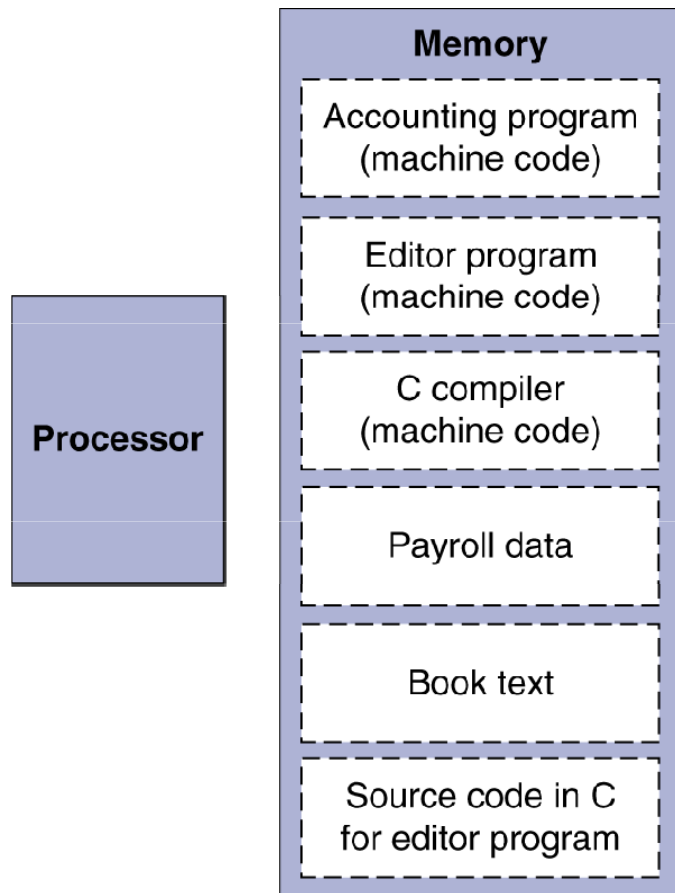 Memory
Accounting program
(machine code)
Editor program
(machine code)
C compiler
(machine code)
Processor
Payroll data
Book text
Source code in C
for editor program